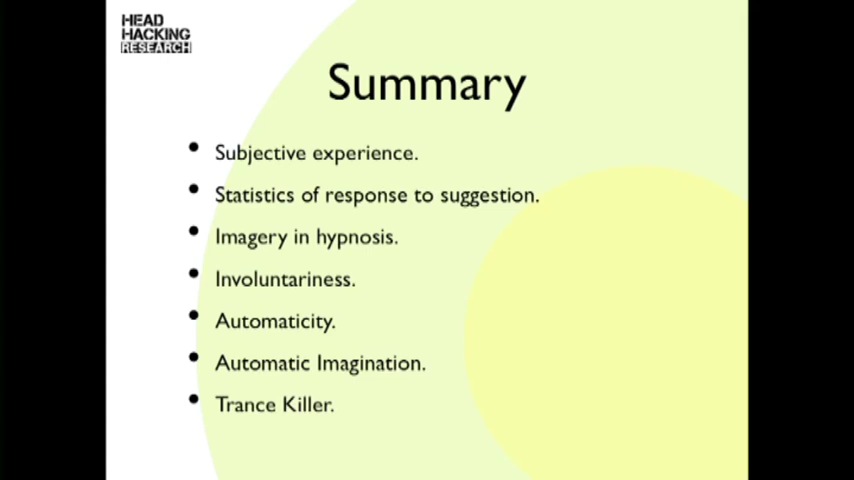 HEAD
HACKING
RESEARCH
Summary
• Subjective experience.
• Statistics of response to suggestion.
• Imagery in hypnosis.
• Involuntariness.
• Automaticity.
• Automatic Imagination.
• Trance Killer.